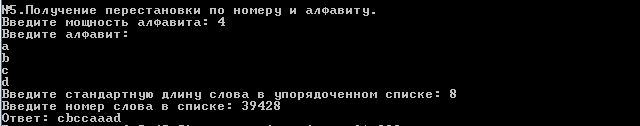 №5.Получение перестановки по номеру и алфавиту.
Введите мощность алфавита: 4
Введите алфавит:
a
b
c
d
Введите стандартную длину слова в упорядоченном списке: 8
Введите номер слова в списке: 39428
Ответ: cbccaaad